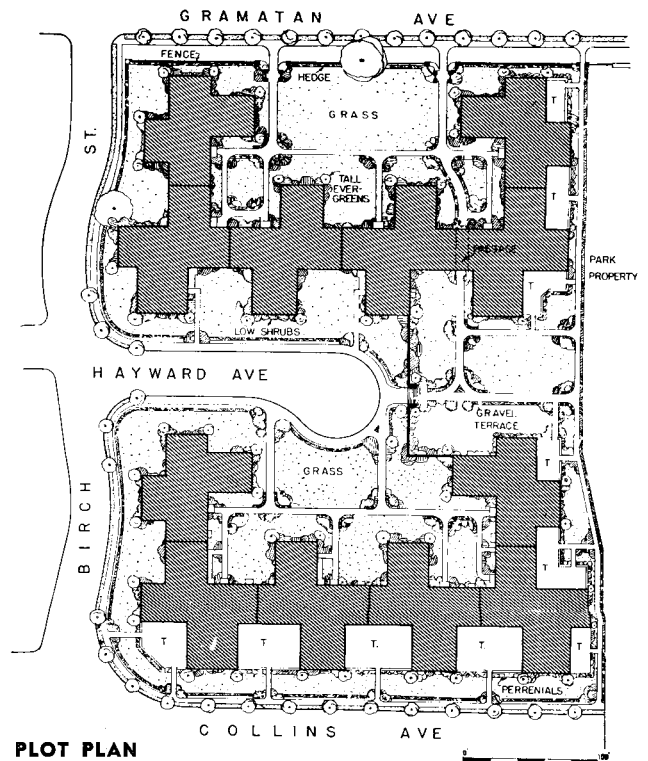 GRAMATAN AVE
FENCE
HEDGE
GRASS
T.
ST.
TALL
EVER-
GREENS
T
PASSAGE
PARK
PROPERTY
T
LOW SHRUBS
HAYWARD AVE
GRAVEL
TERRACE
GRASS
T
BIRCH
T
T. T. T. T. T
PERRENIALS
COLLINS AVE
PLOT PLAN
0' 100'